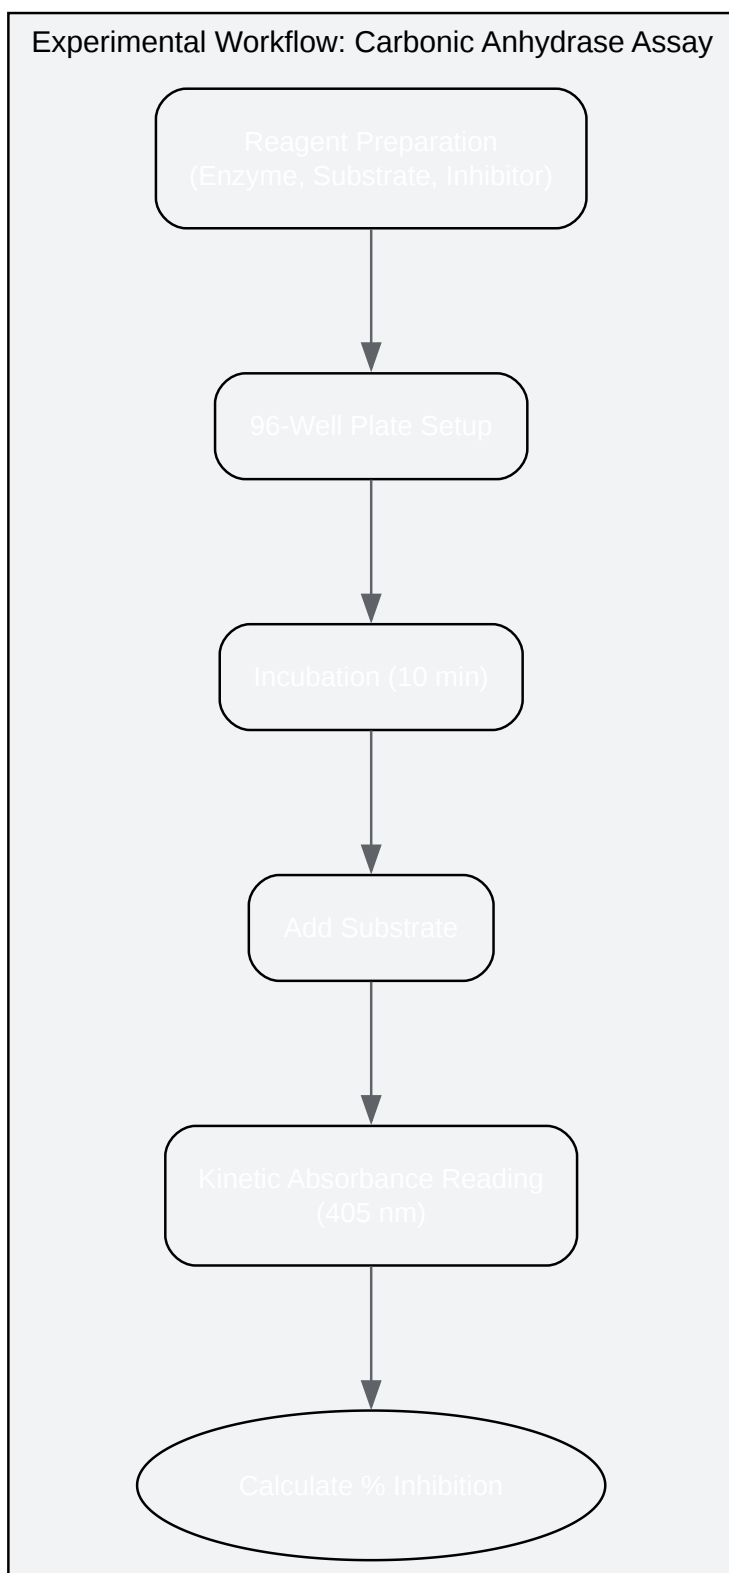 Experimental Workflow: Carbonic Anhydrase Assay
Reagent Preparation
(Enzyme, Substrate, Inhibitor)
96-Well Plate Setup
Incubation (10 min)
Add Substrate
Kinetic Absorbance Reading
(405 nm)
Calculate % Inhibition